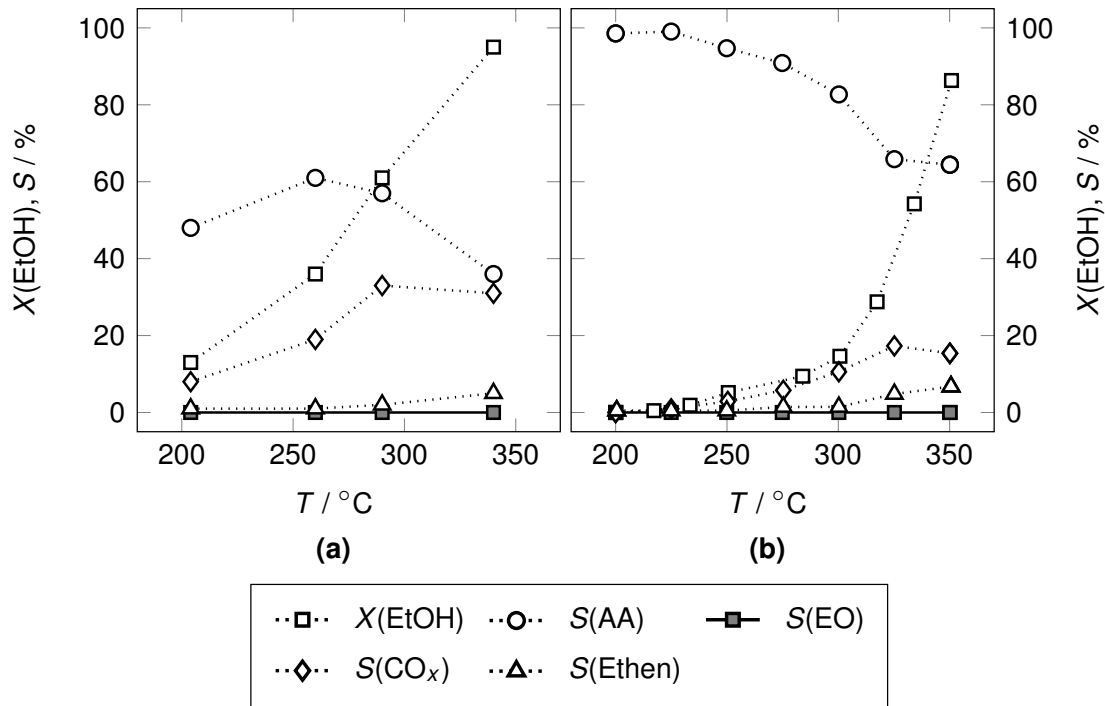 100
80
60
40
20
0
X(EtOH), S / %
200 250 300 350
T / °C
(a)
200 250 300 350
T / °C
(b)
100
80
60
40
20
0
X(EtOH), S / %
X(EtOH) S(AA) S(EO)
S(COx) S(Ethen)